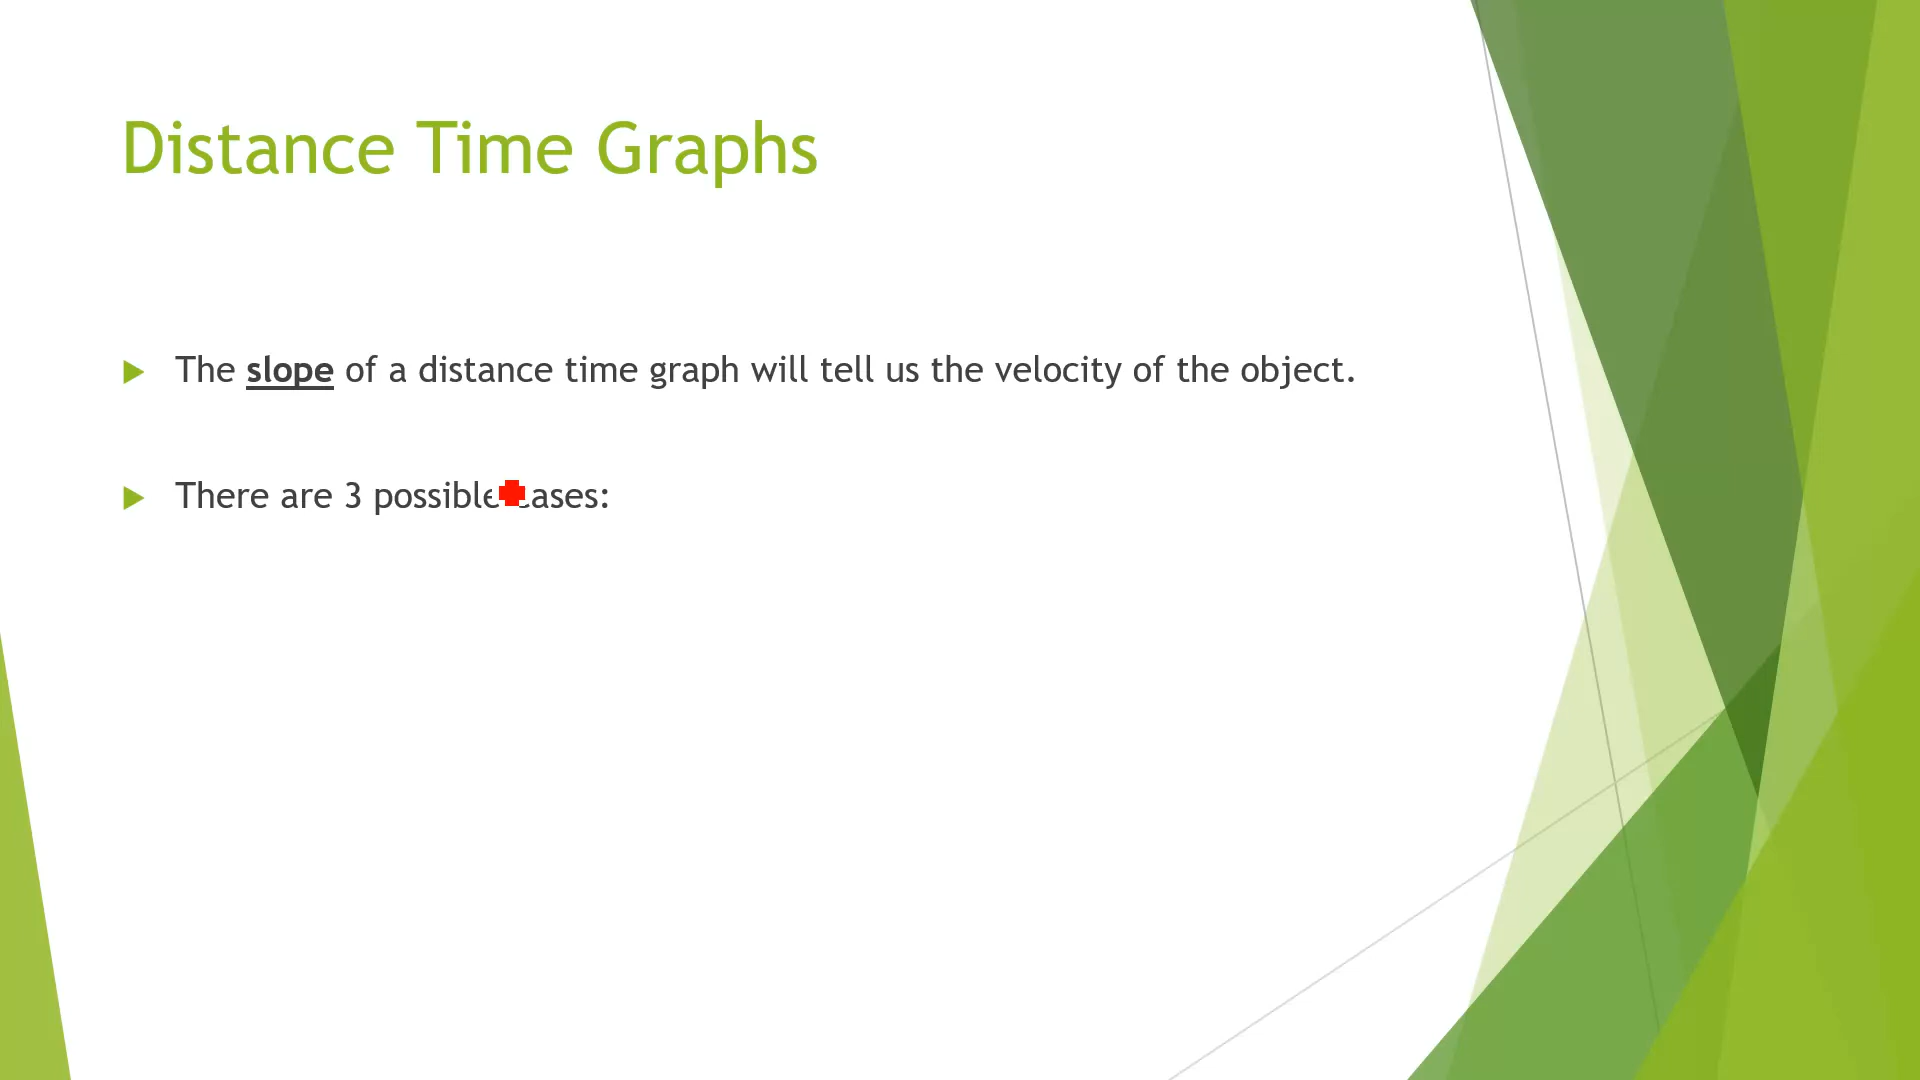 Distance Time Graphs
The slope of a distance time graph will tell us the velocity of the object.
There are 3 possible cases: